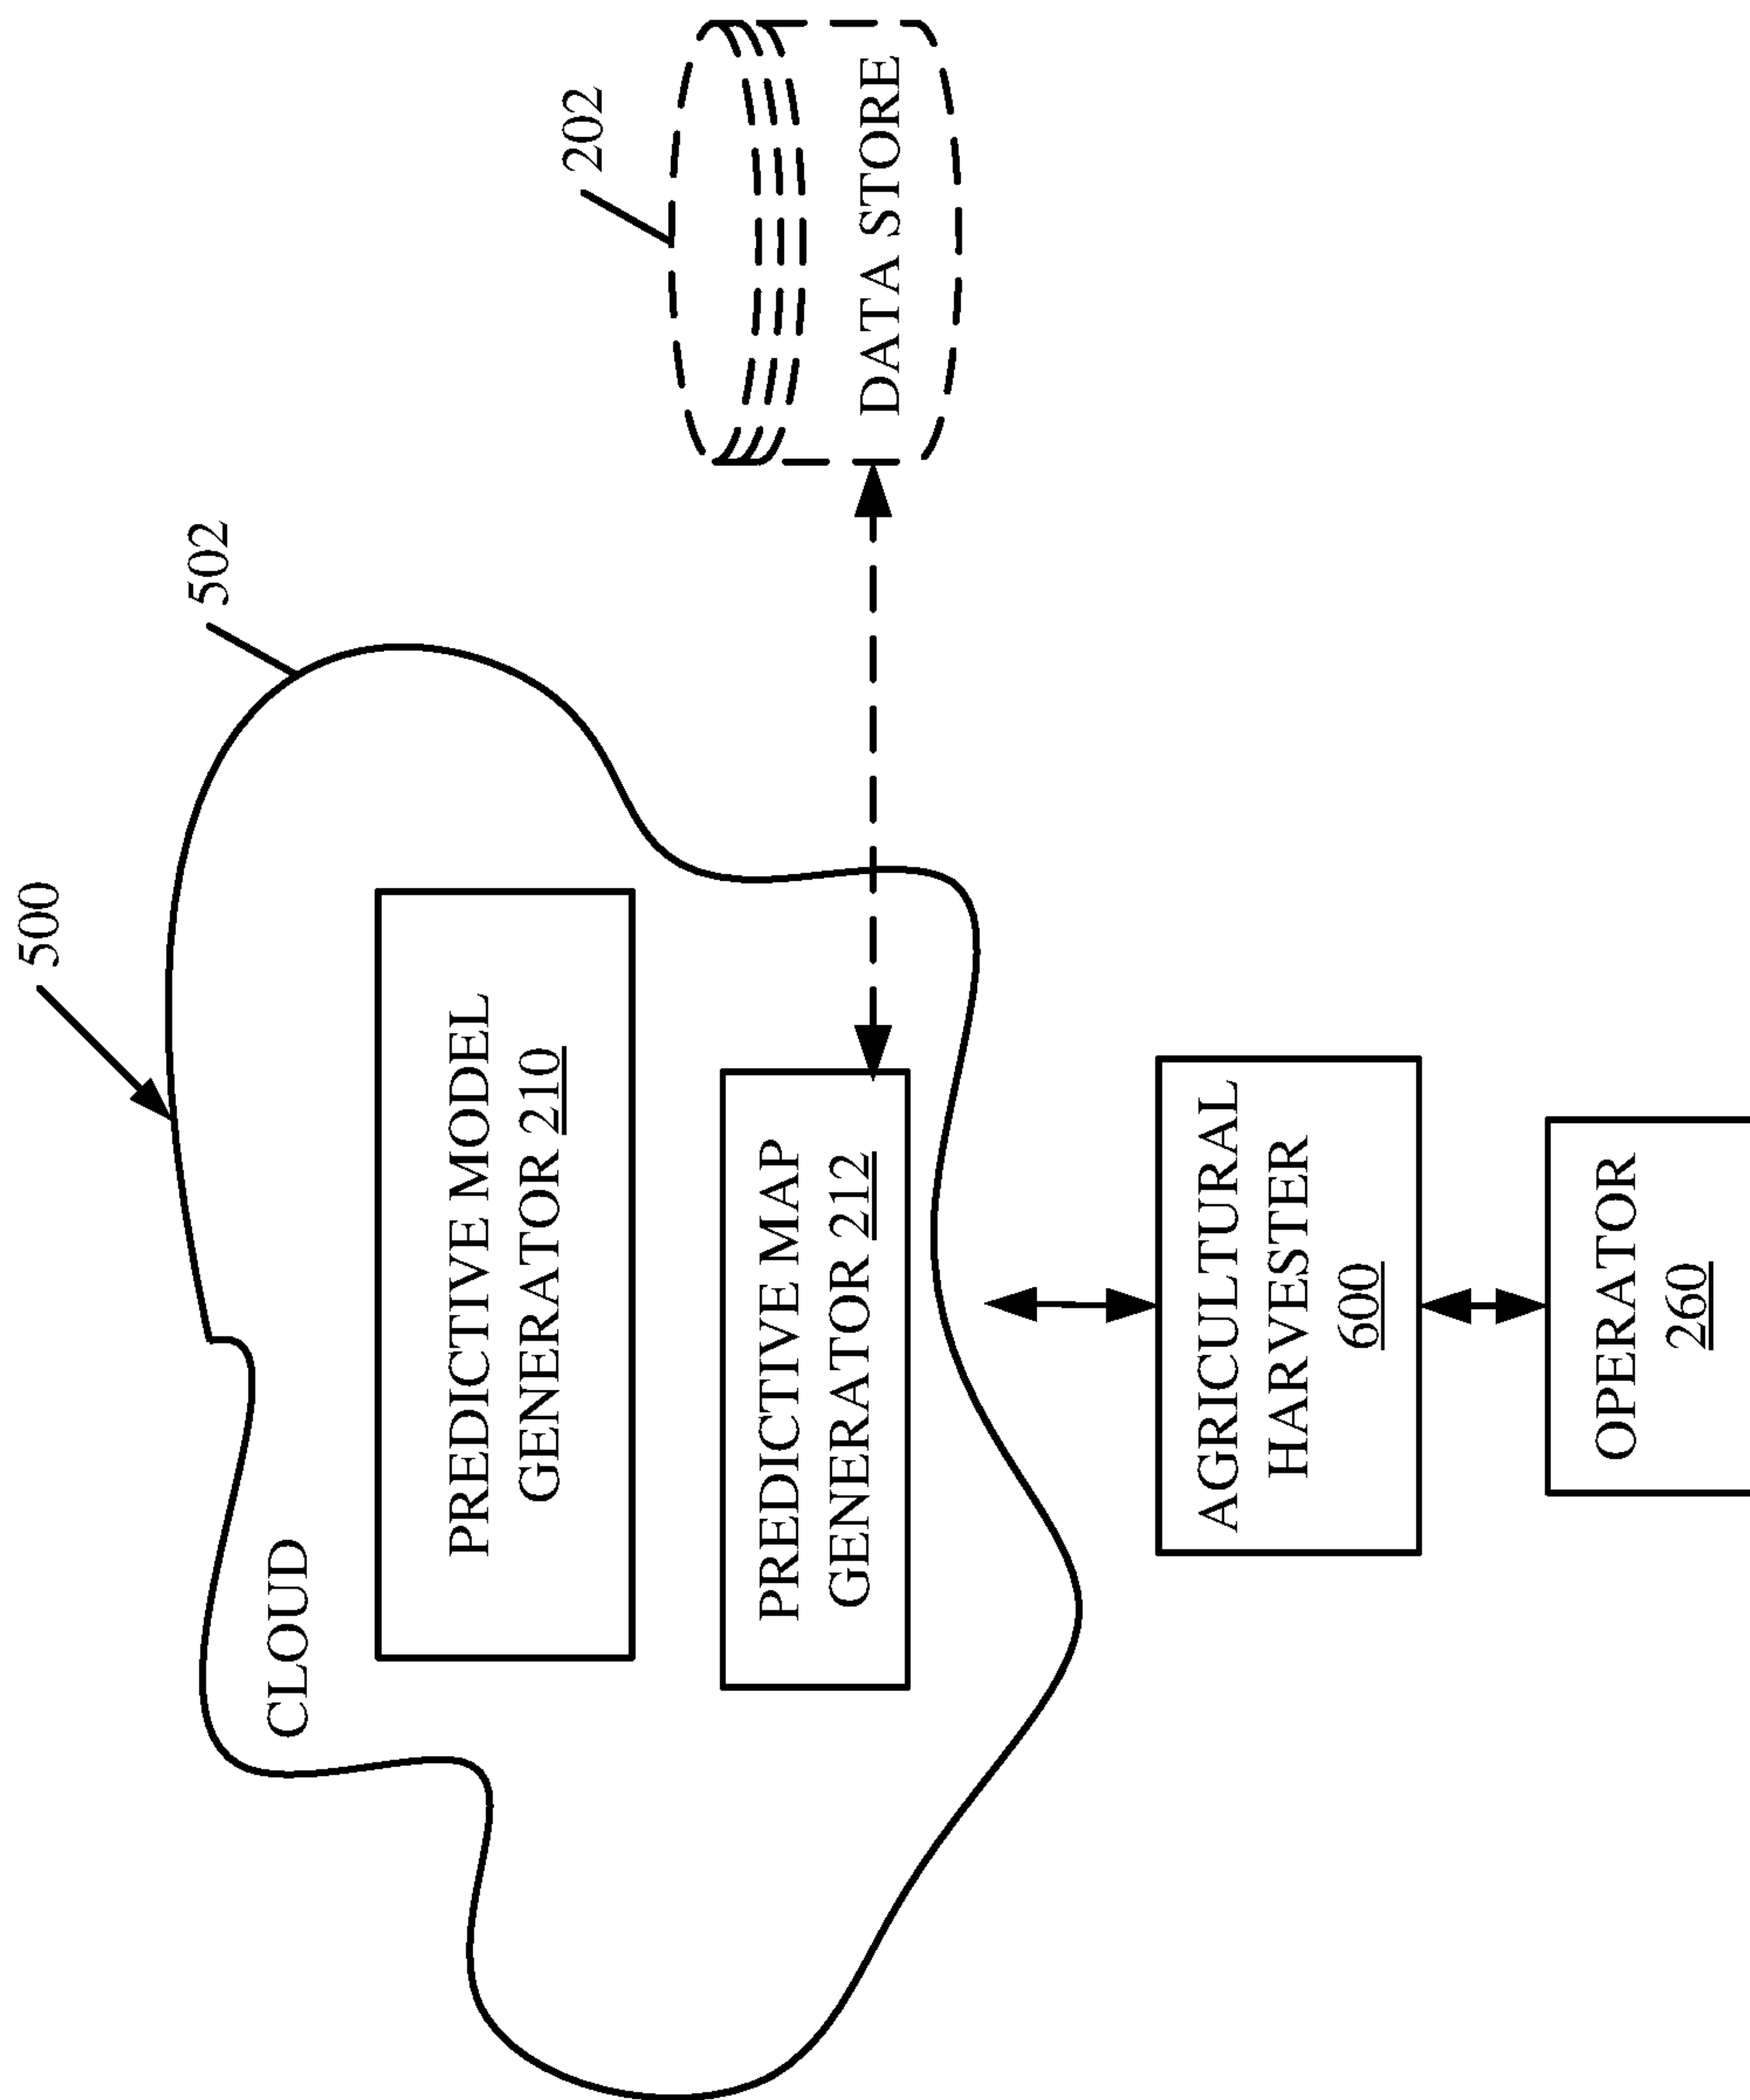 500
502
CLOUD
PREDICTIVE MODEL
GENERATOR 210
202
PREDICTIVE MAP
GENERATOR 212
DATA STORE
AGRICULTURAL
HARVESTER
600
OPERATOR
260